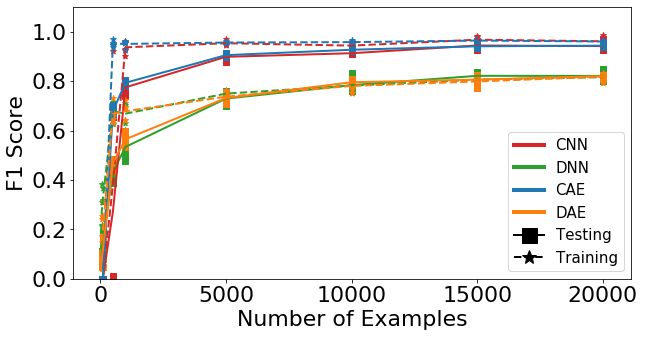 1.0
0.8
0.6
0.4
0.2
0.0
F1 Score
0
5000
10000
15000
20000
Number of Examples
CNN
DNN
CAE
DAE
Testing
Training